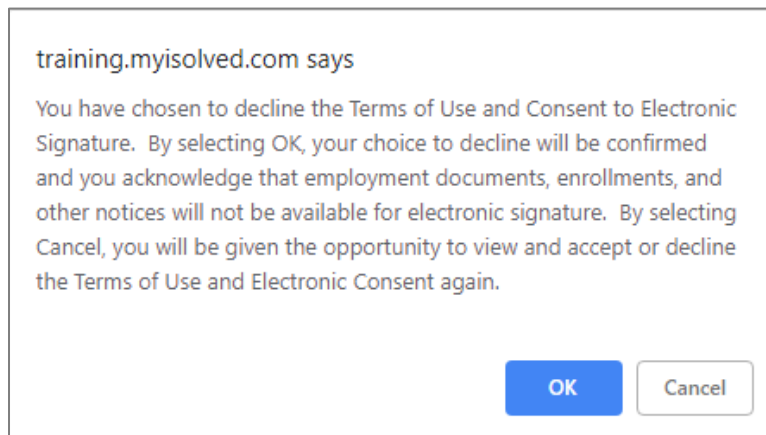 training.myisolved.com says
You have chosen to decline the Terms of Use and Consent to Electronic
Signature.  By selecting OK, your choice to decline will be confirmed
and you acknowledge that employment documents, enrollments, and
other notices will not be available for electronic signature.  By selecting
Cancel, you will be given the opportunity to view and accept or decline
the Terms of Use and Electronic Consent again.
OK Cancel